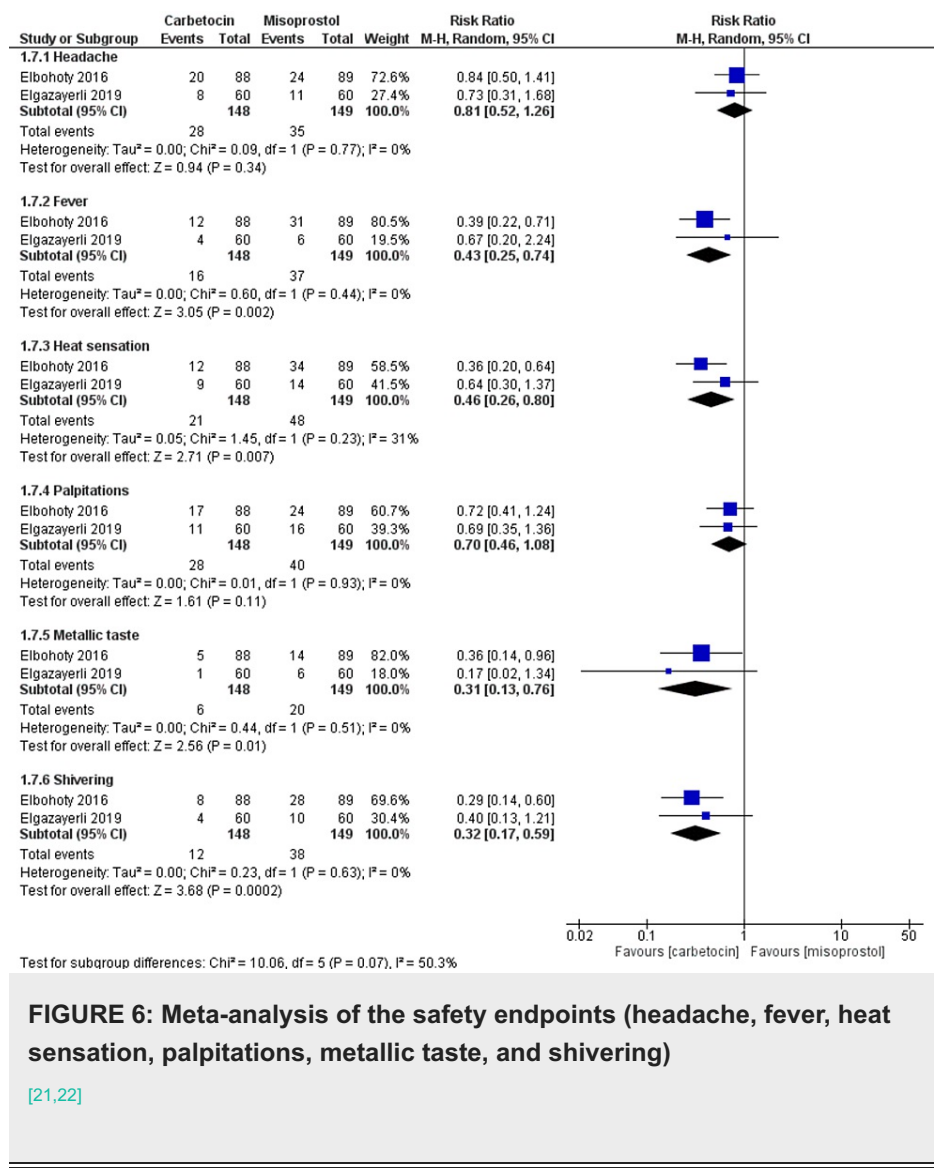 Carbetocin Misoprostol Risk Ratio Risk Ratio
Study or Subgroup Events Total Events Total Weight M-H, Random, 95% CI M-H, Random, 95% CI
1.7.1 Headache
Elbohoty 2016 20 88 24 89 72.6% 0.84 [0.50, 1.41]
Elgazayerli 2019 8 60 11 60 27.4% 0.73 [0.31, 1.68]
Subtotal (95% CI) 148 149 100.0% 0.81 [0.52, 1.26]
Total events 28 35
Heterogeneity: Tau² = 0.00; Chi² = 0.09, df = 1 (P = 0.77); I² = 0%
Test for overall effect: Z = 0.94 (P = 0.34)
1.7.2 Fever
Elbohoty 2016 12 88 31 89 80.5% 0.39 [0.22, 0.71]
Elgazayerli 2019 4 60 6 60 19.5% 0.67 [0.20, 2.24]
Subtotal (95% CI) 148 149 100.0% 0.43 [0.25, 0.74]
Total events 16 37
Heterogeneity: Tau² = 0.00; Chi² = 0.60, df = 1 (P = 0.44); I² = 0%
Test for overall effect: Z = 3.05 (P = 0.002)
1.7.3 Heat sensation
Elbohoty 2016 12 88 34 89 58.5% 0.36 [0.20, 0.64]
Elgazayerli 2019 9 60 14 60 41.5% 0.64 [0.30, 1.37]
Subtotal (95% CI) 148 149 100.0% 0.46 [0.26, 0.80]
Total events 21 48
Heterogeneity: Tau² = 0.05; Chi² = 1.45, df = 1 (P = 0.23); I² = 31%
Test for overall effect: Z = 2.71 (P = 0.007)
1.7.4 Palpitations
Elbohoty 2016 17 88 24 89 60.7% 0.72 [0.41, 1.24]
Elgazayerli 2019 11 60 16 60 39.3% 0.69 [0.35, 1.36]
Subtotal (95% CI) 148 149 100.0% 0.70 [0.46, 1.08]
Total events 28 40
Heterogeneity: Tau² = 0.00; Chi² = 0.01, df = 1 (P = 0.93); I² = 0%
Test for overall effect: Z = 1.61 (P = 0.11)
1.7.5 Metallic taste
Elbohoty 2016 5 88 14 89 82.0% 0.36 [0.14, 0.96]
Elgazayerli 2019 1 60 6 60 18.0% 0.17 [0.02, 1.34]
Subtotal (95% CI) 148 149 100.0% 0.31 [0.13, 0.76]
Total events 6 20
Heterogeneity: Tau² = 0.00; Chi² = 0.44, df = 1 (P = 0.51); I² = 0%
Test for overall effect: Z = 2.56 (P = 0.01)
1.7.6 Shivering
Elbohoty 2016 8 88 28 89 69.6% 0.29 [0.14, 0.60]
Elgazayerli 2019 4 60 10 60 30.4% 0.40 [0.13, 1.21]
Subtotal (95% CI) 148 149 100.0% 0.32 [0.17, 0.59]
Total events 12 38
Heterogeneity: Tau² = 0.00; Chi² = 0.23, df = 1 (P = 0.63); I² = 0%
Test for overall effect: Z = 3.68 (P = 0.0002)
0.02 0.1 1 10 50
Favours [carbetocin] Favours [misoprostol]
Test for subgroup differences: Chi² = 10.06, df = 5 (P = 0.07), I² = 50.3%
FIGURE 6: Meta-analysis of the safety endpoints (headache, fever, heat
sensation, palpitations, metallic taste, and shivering)
[21,22]